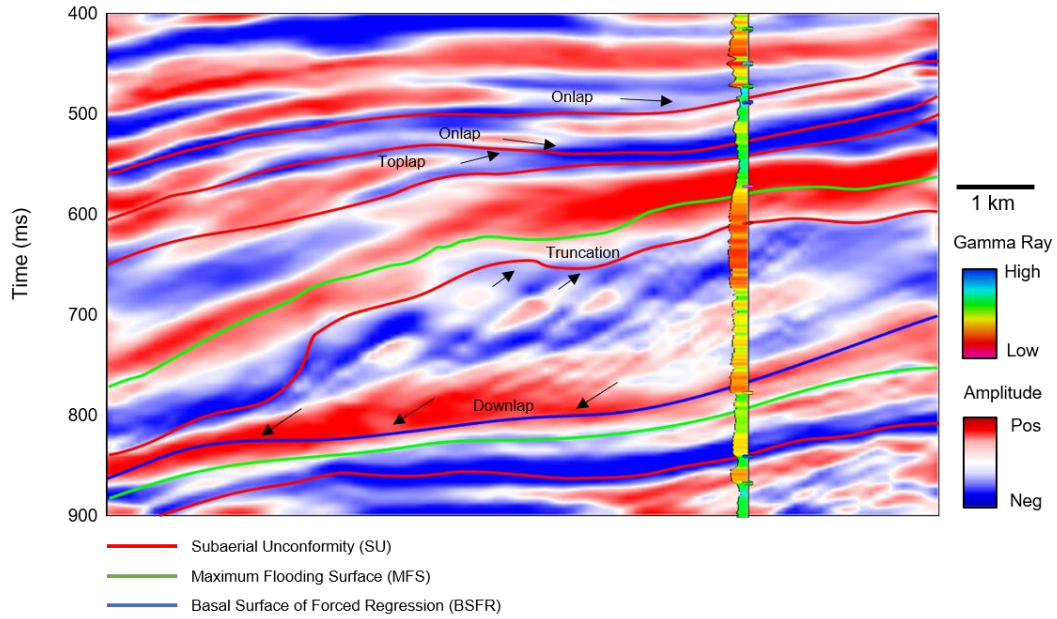 400
500
600
700
800
900
Time (ms)
Onlap
Onlap
Toplap
Truncation
Downlap
1 km
Gamma Ray
High
Low
Amplitude
Pos
Neg
Subaerial Unconformity (SU)
Maximum Flooding Surface (MFS)
Basal Surface of Forced Regression (BSFR)